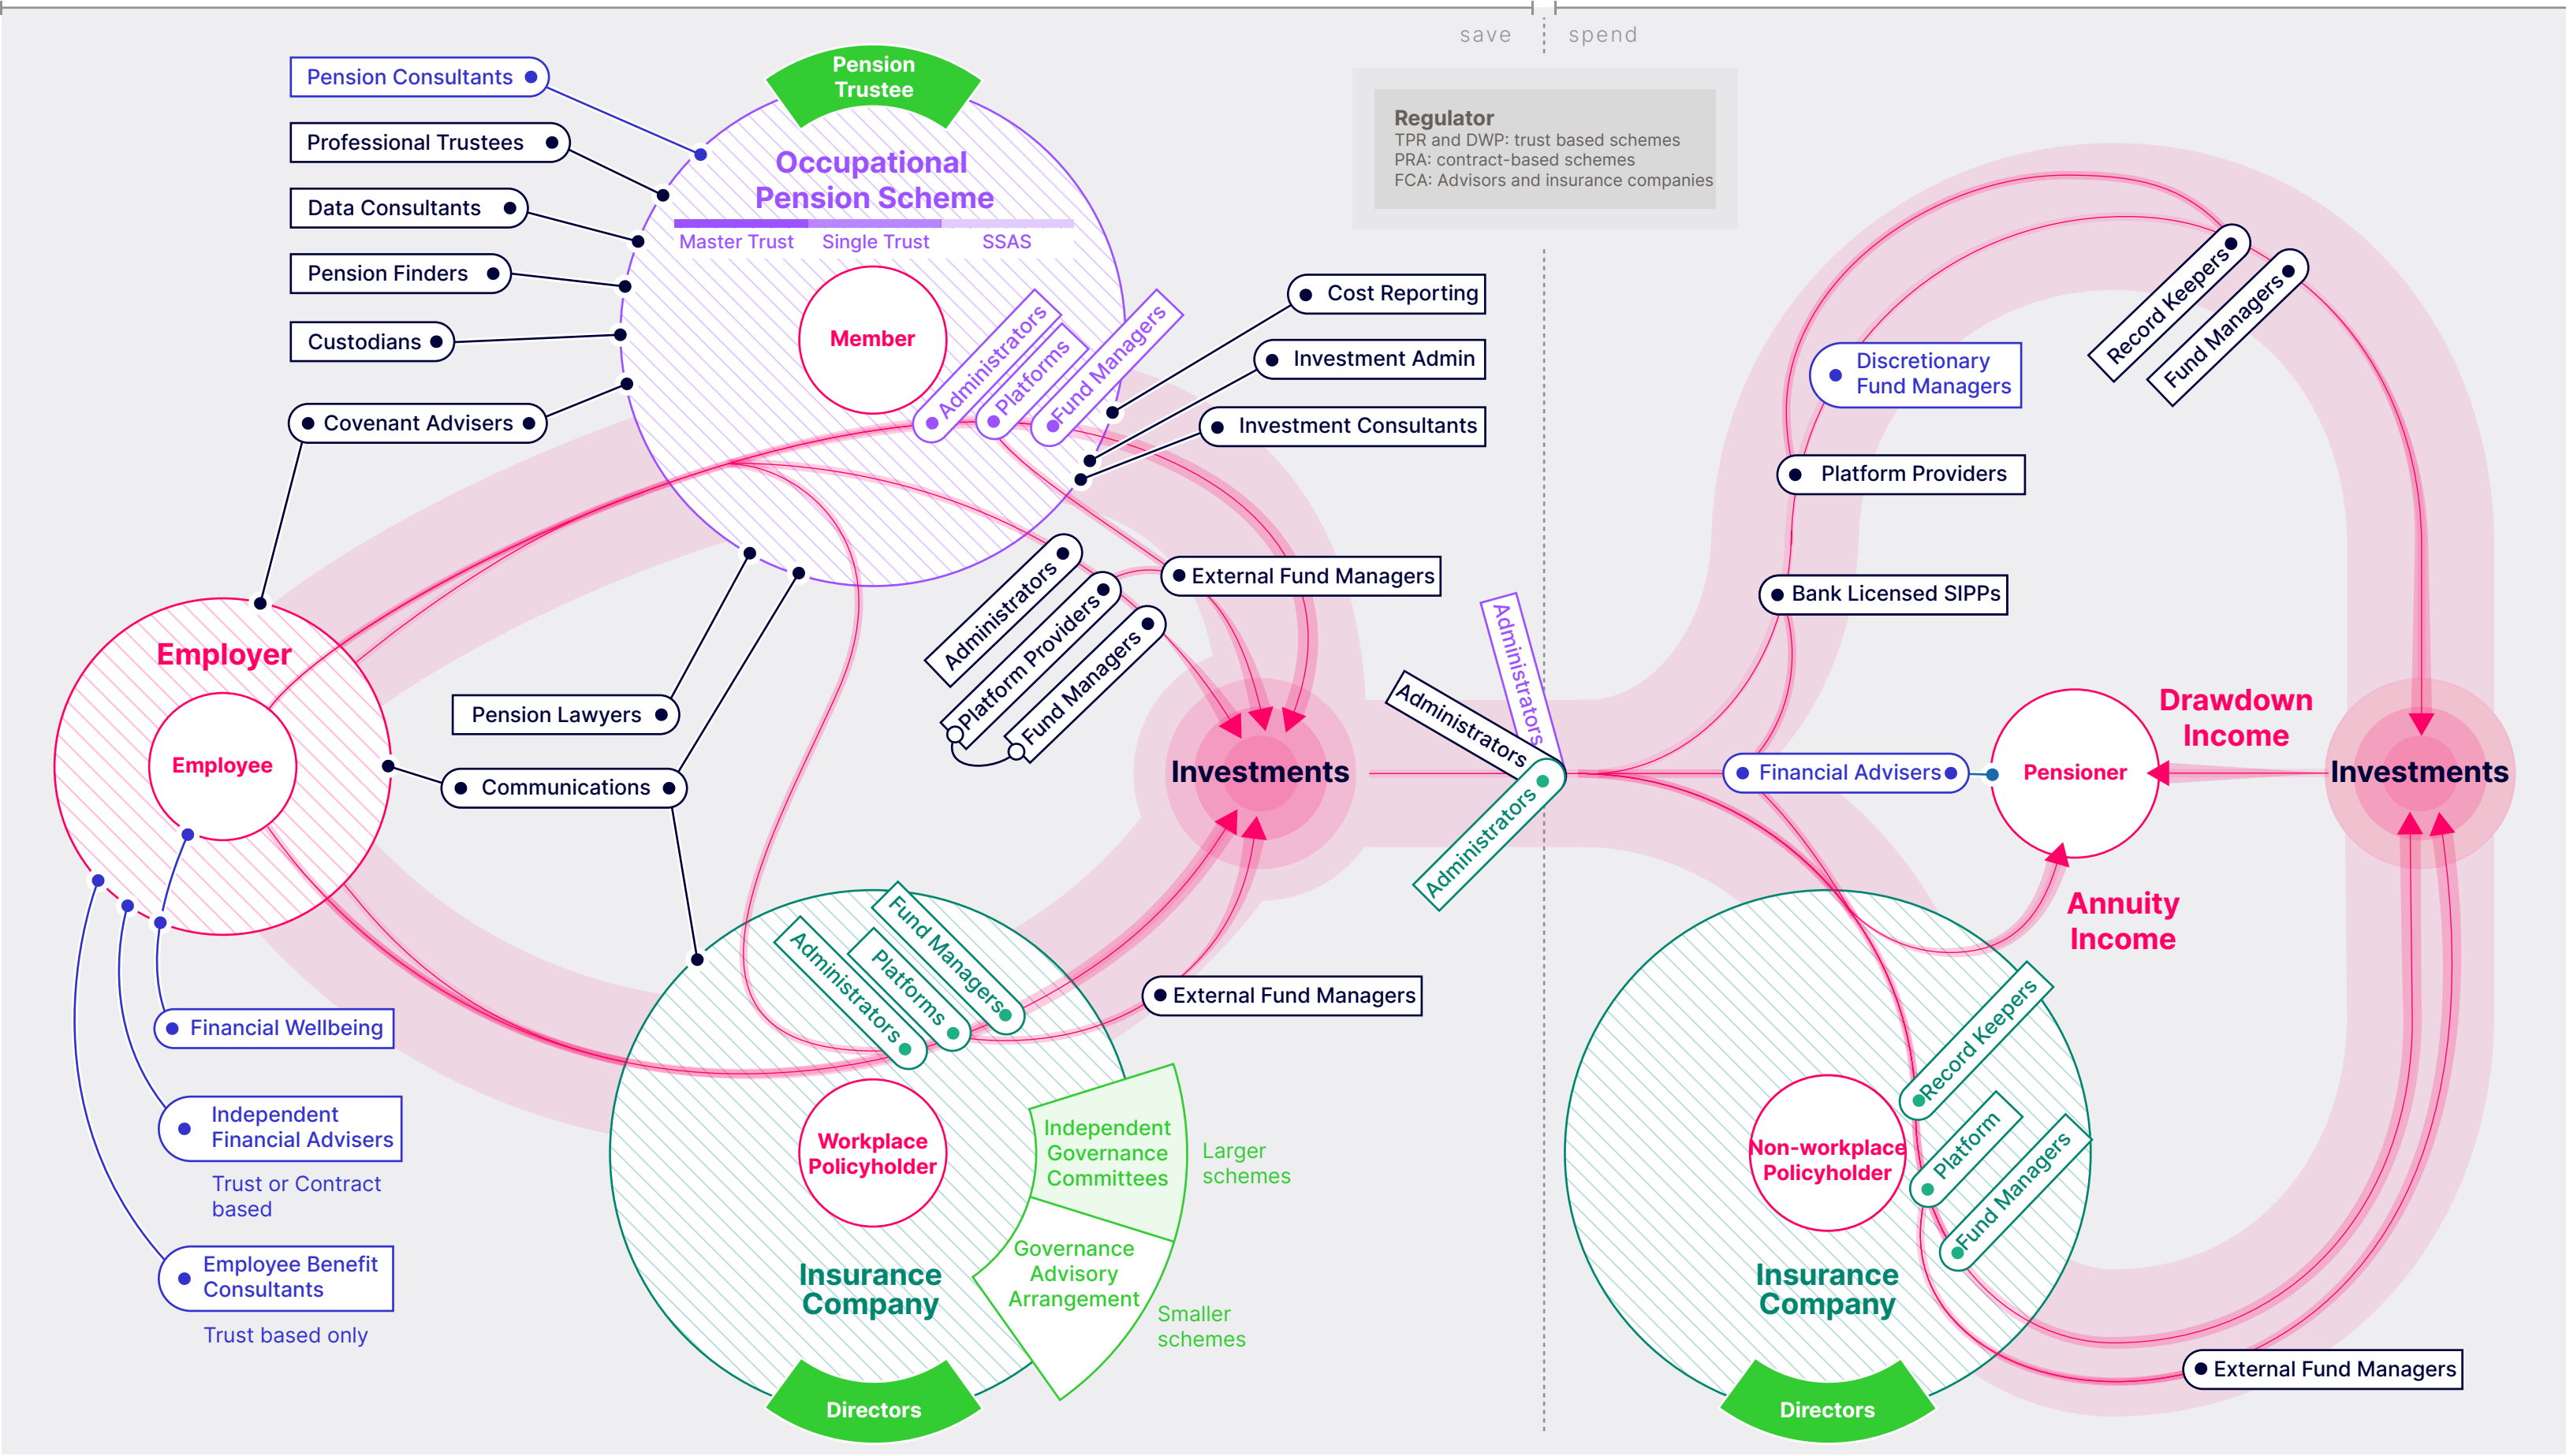 save
spend
Pension Consultants
Professional Trustees
Data Consultants
Pension Finders
Custodians
Covenant Advisers
Pension
Trustee
Occupational
Pension Scheme
Master Trust
Single Trust
SSAS
Member
Administrators
Platforms
Fund Managers
Cost Reporting
Investment Admin
Investment Consultants
Regulator
TPR and DWP: trust based schemes
PRA: contract-based schemes
FCA: Advisors and insurance companies
Employer
Employee
Pension Lawyers
Communications
Financial Wellbeing
Independent
Financial Advisers
Trust or Contract
based
Employee Benefit
Consultants
Trust based only
Administrators
Platform Providers
Fund Managers
External Fund Managers
Investments
Fund Managers
Platforms
Administrators
External Fund Managers
Workplace
Policyholder
Independent
Governance
Committees
Larger
schemes
Governance
Advisory
Arrangement
Smaller
schemes
Insurance
Company
Directors
Administrators
Administrators
Administrators
Record Keepers
Fund Managers
Discretionary
Fund Managers
Platform Providers
Bank Licensed SIPPs
Financial Advisers
Pensioner
Drawdown
Income
Investments
Annuity
Income
Record Keepers
Platform
Fund Managers
Non-workplace
Policyholder
Insurance
Company
Directors
External Fund Managers